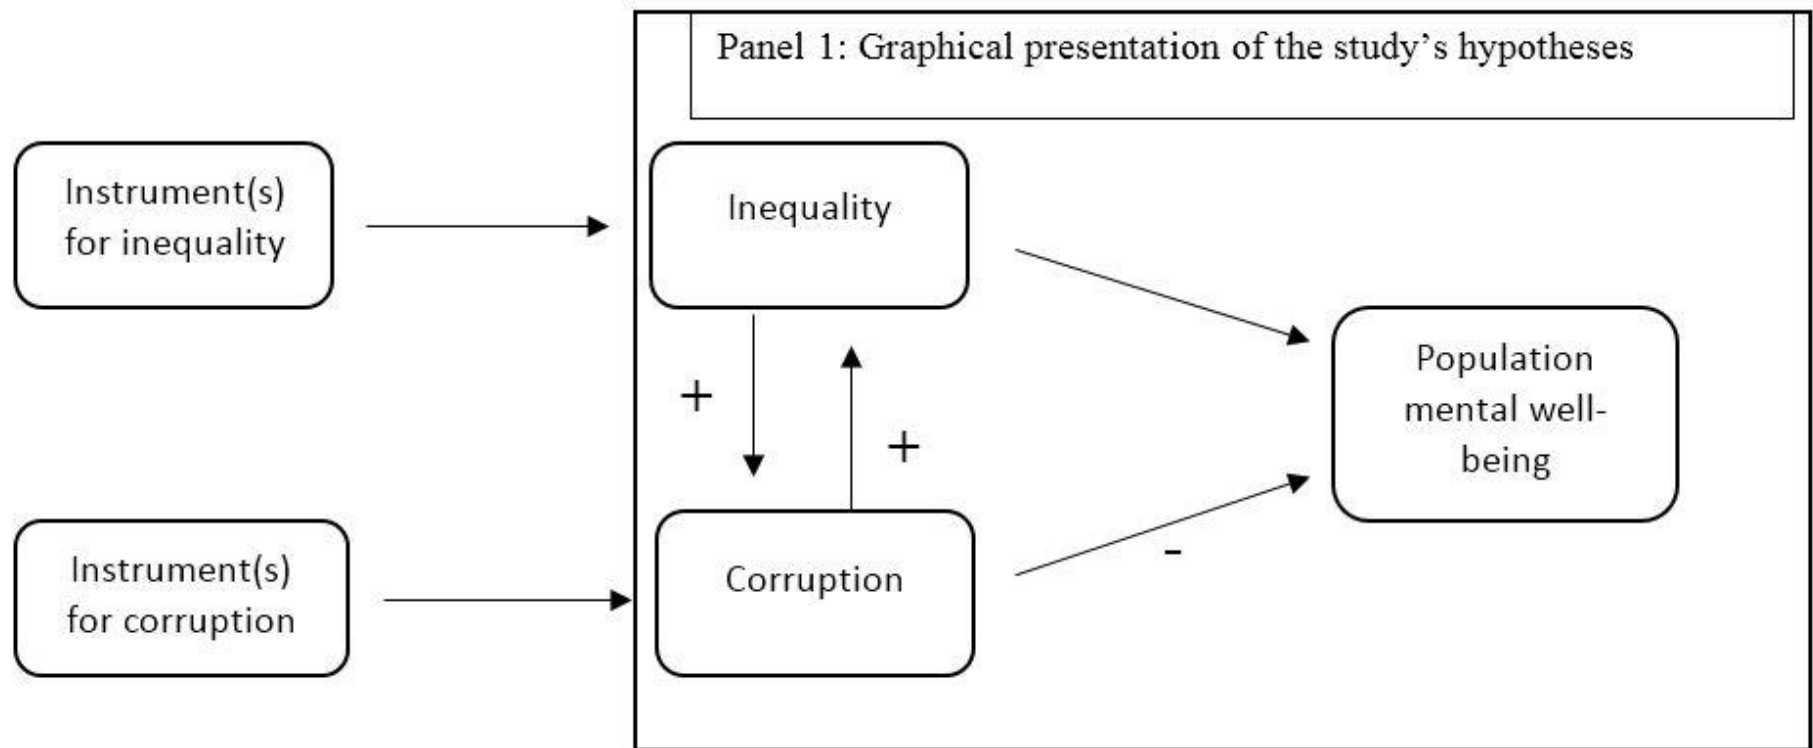 Panel 1: Graphical presentation of the study’s hypotheses
Instrument(s)
for inequality
Inequality
Population
mental well-
being
+
+
-
Instrument(s)
for corruption
Corruption